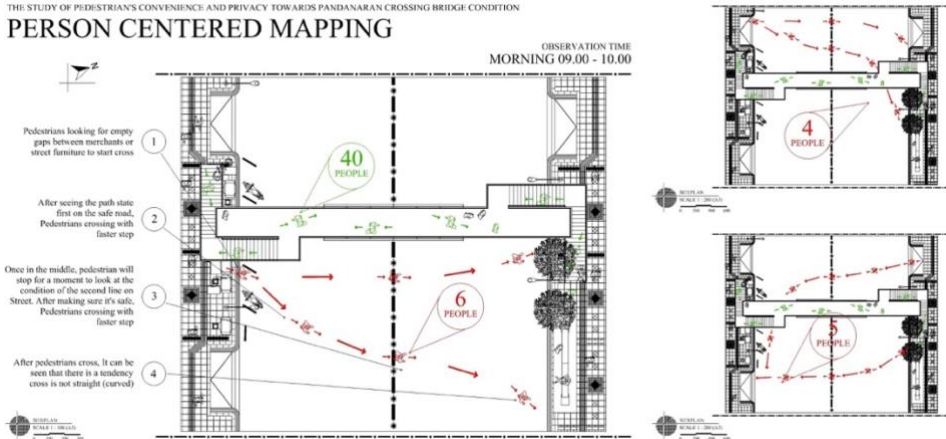 THE STUDY OF PEDESTRIAN'S CONVENIENCE AND PRIVACY TOWARDS PANDANARAN CROSSING BRIDGE CONDITION
PERSON CENTERED MAPPING
OBSERVATION TIME
MORNING 09.00 - 10.00
Z
Pedestrians looking for empty
gaps between merchants or
street furniture to start cross
1
After seeing the path state
first on the safe road,
Pedestrians crossing with
faster step
2
Once in the middle, pedestrian will
stop for a moment to look at the
condition of the second line on
Street. After making sure it's safe,
Pedestrians crossing with
faster step
3
After pedestrians cross, It can be
seen that there is a tendency
cross is not straight (curved)
4
40
PEOPLE
6
PEOPLE
SITEPLAN
4
PEOPLE
SITEPLAN
5
PEOPLE
SITEPLAN